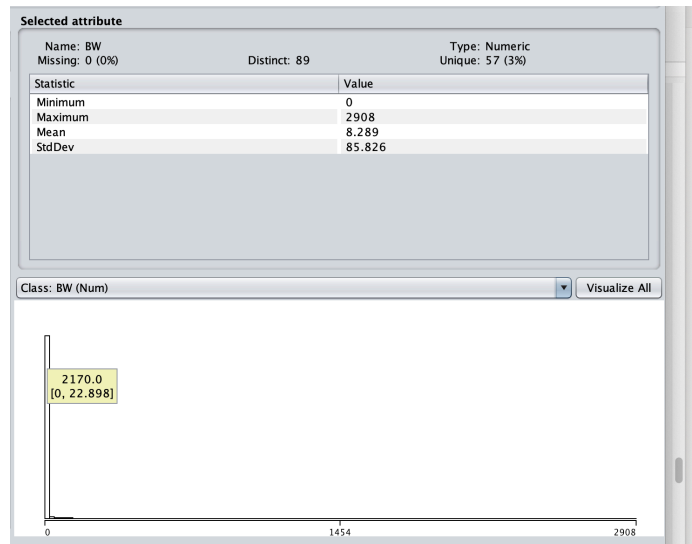 Selected attribute
Name: BW Type: Numeric
Missing: 0 (0%) Distinct: 89 Unique: 57 (3%)
Statistic Value
Minimum 0
Maximum 2908
Mean 8.289
StdDev 85.826
Class: BW (Num) Visualize All
2170.0
[0, 22.898]
0 1454 2908